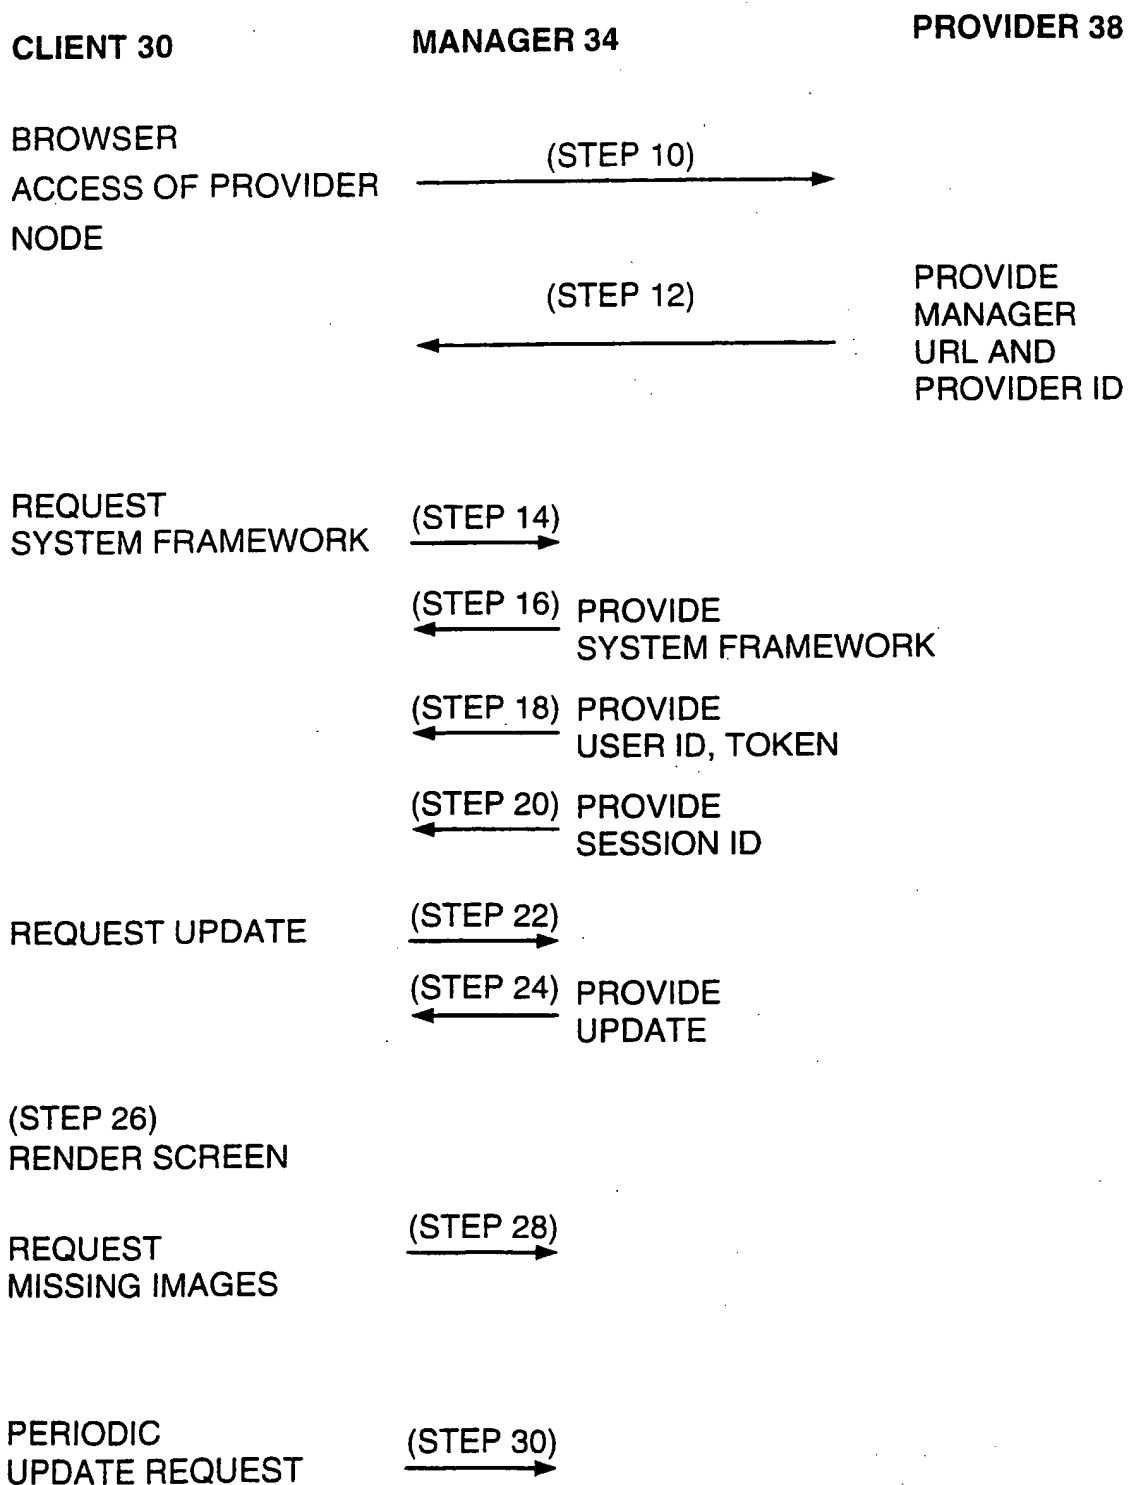 CLIENT 30
MANAGER 34
PROVIDER 38
BROWSER
ACCESS OF PROVIDER
NODE
(STEP 10)
(STEP 12)
PROVIDE
MANAGER
URL AND
PROVIDER ID
REQUEST
SYSTEM FRAMEWORK
(STEP 14)
(STEP 16)
PROVIDE
SYSTEM FRAMEWORK
(STEP 18)
PROVIDE
USER ID, TOKEN
(STEP 20)
PROVIDE
SESSION ID
REQUEST UPDATE
(STEP 22)
(STEP 24)
PROVIDE
UPDATE
(STEP 26)
RENDER SCREEN
REQUEST
MISSING IMAGES
(STEP 28)
PERIODIC
UPDATE REQUEST
(STEP 30)